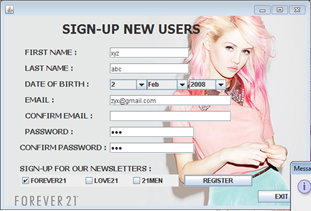 SIGN-UP NEW USERS
FIRST NAME : xyz
LAST NAME : abc
DATE OF BIRTH : 2 Feb 2008
EMAIL : zyx@gmail.com
CONFIRM EMAIL :
PASSWORD : •••
CONFIRM PASSWORD : •••
SIGN-UP FOR OUR NEWSLETTERS :
FOREVER21 LOVE21 21MEN REGISTER
FOREVER 21
EXIT
Messa